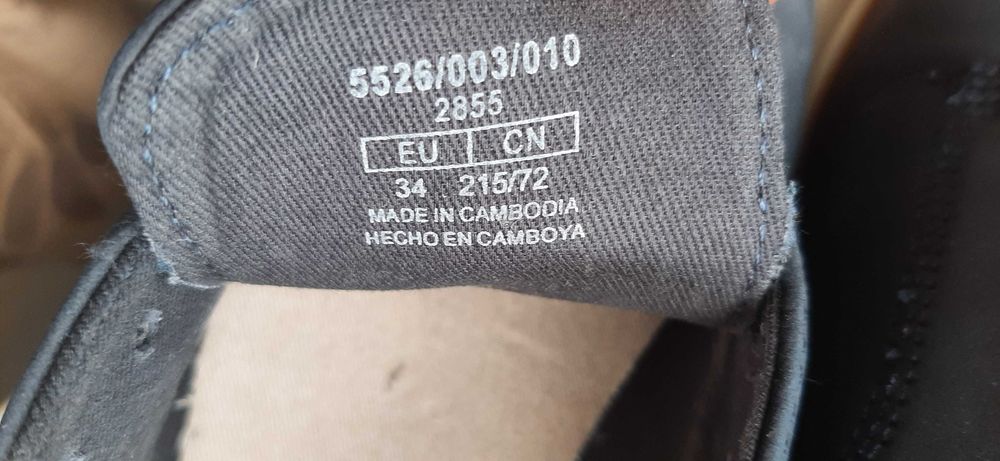 5526/003/010
2855
EU CN
34 215/72
MADE IN CAMBODIA
HECHO EN CAMBOYA